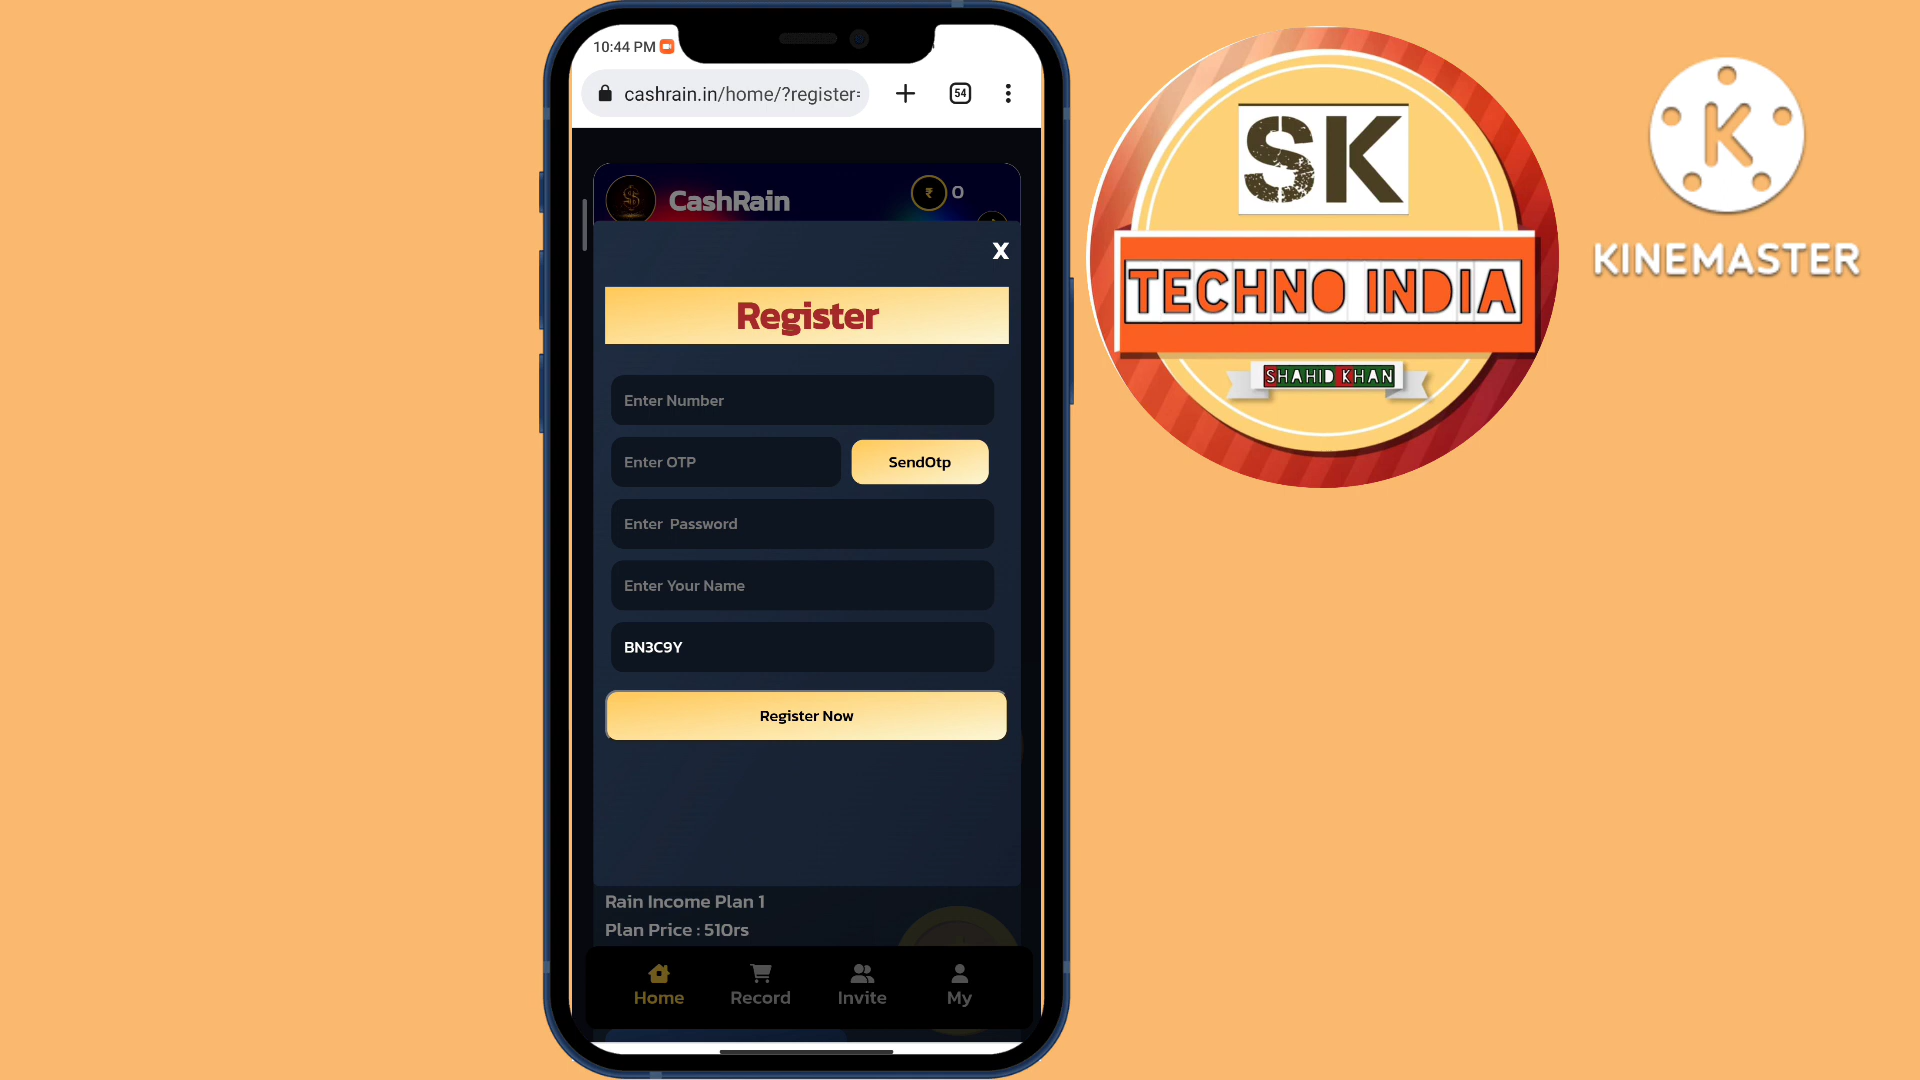 10:44 PM
cashrain.in/home/?register=
54
CashRain
₹ 0
X
Register
Enter Number
Enter OTP
SendOtp
Enter Password
Enter Your Name
BN3C9Y
Register Now
Rain Income Plan 1
Plan Price : 510rs
Home
Record
Invite
My
SK
TECHNO INDIA
SHAHID KHAN
K
KINEMASTER